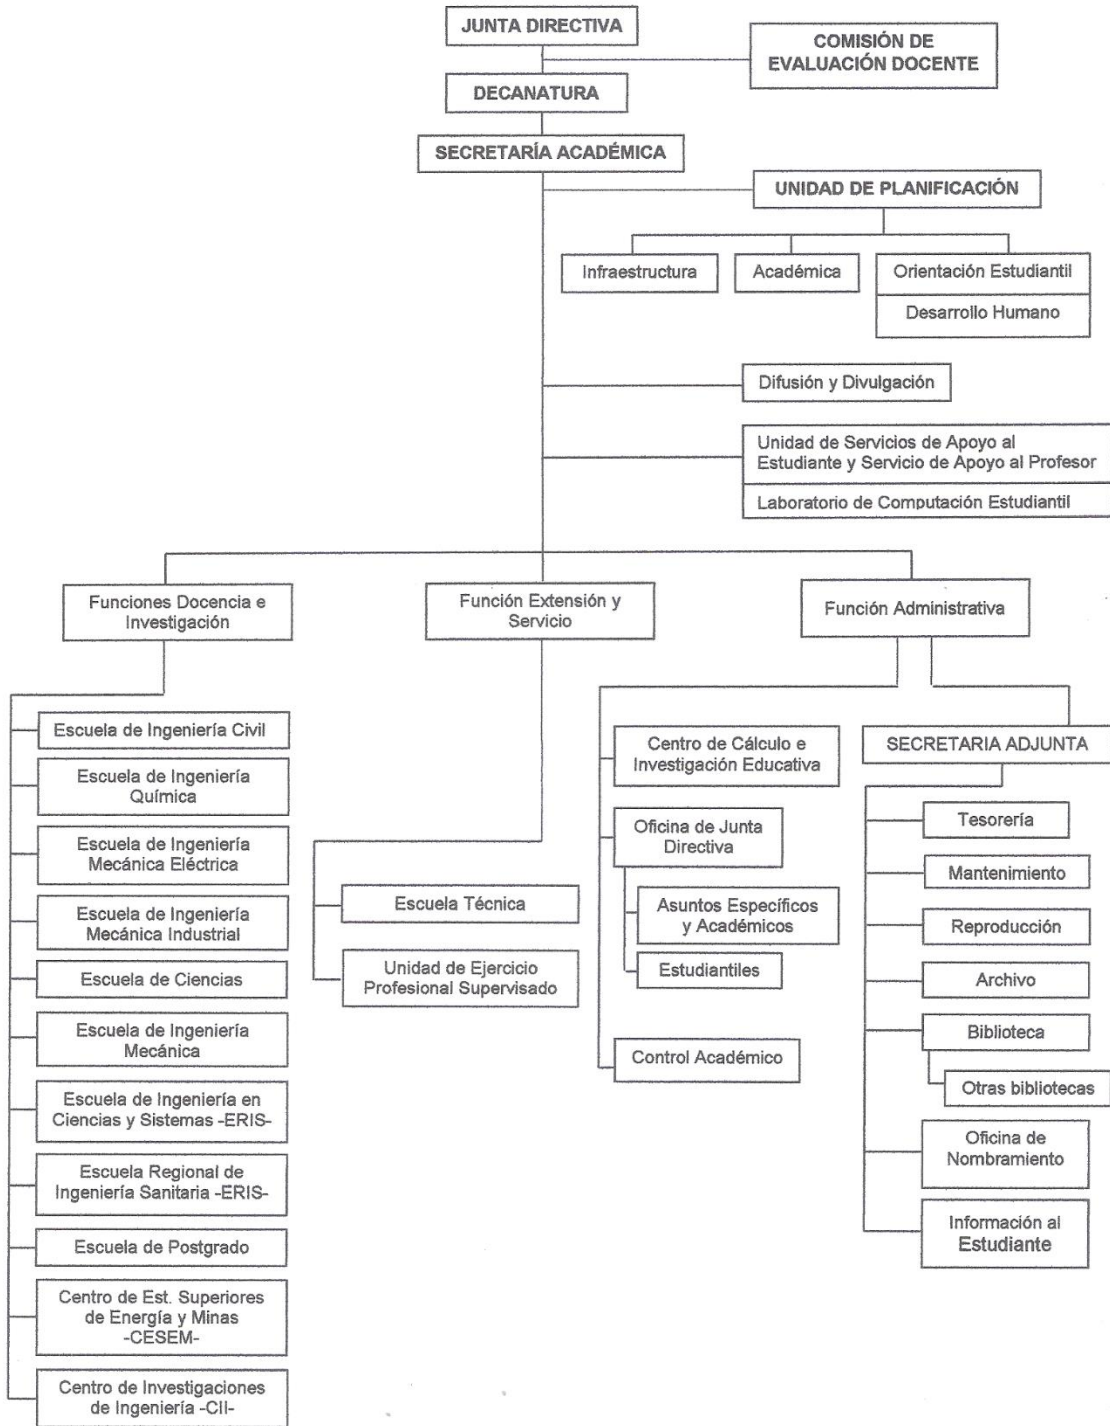 JUNTA DIRECTIVA
COMISIÓN DE
EVALUACIÓN DOCENTE
DECANATURA
SECRETARÍA ACADÉMICA
UNIDAD DE PLANIFICACIÓN
Infraestructura
Académica
Orientación Estudiantil
Desarrollo Humano
Difusión y Divulgación
Unidad de Servicios de Apoyo al
Estudiante y Servicio de Apoyo al Profesor
Laboratorio de Computación Estudiantil
Funciones Docencia e
Investigación
Función Extensión y
Servicio
Función Administrativa
Escuela de Ingeniería Civil
Escuela de Ingeniería
Química
Escuela de Ingeniería
Mecánica Eléctrica
Escuela de Ingeniería
Mecánica Industrial
Escuela de Ciencias
Escuela de Ingeniería
Mecánica
Escuela de Ingeniería en
Ciencias y Sistemas -ERIS-
Escuela Regional de
Ingeniería Sanitaria -ERIS-
Escuela de Postgrado
Centro de Est. Superiores
de Energía y Minas
-CESEM-
Centro de Investigaciones
de Ingeniería -CII-
Escuela Técnica
Unidad de Ejercicio
Profesional Supervisado
Centro de Cálculo e
Investigación Educativa
Oficina de Junta
Directiva
Asuntos Específicos
y Académicos
Estudiantiles
Control Académico
SECRETARIA ADJUNTA
Tesorería
Mantenimiento
Reproducción
Archivo
Biblioteca
Otras bibliotecas
Oficina de
Nombramiento
Información al
Estudiante